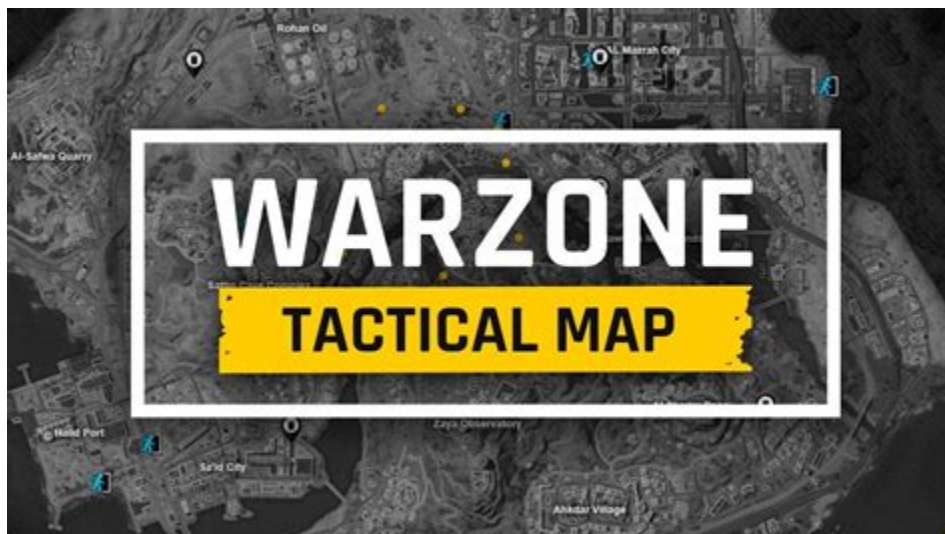 Rohan Oil
AL Mazrah City
Al-Safwa Quarry
WARZONE
TACTICAL MAP
Zaya Observatory
Halid Port
Sa'id City
Ahkdar Village